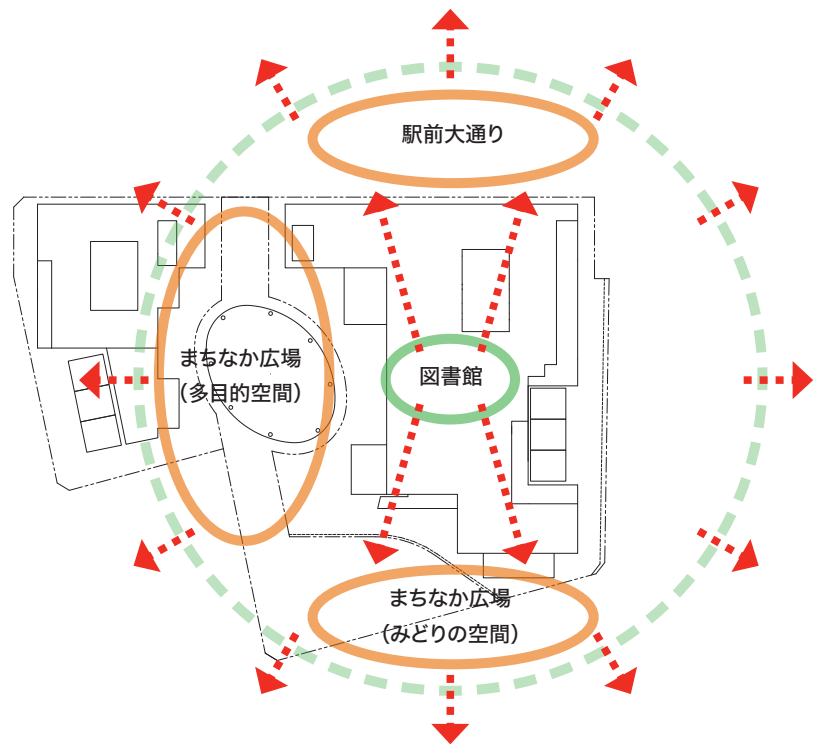 駅前大通り
まちなか広場
（多目的空間）
図書館
まちなか広場
（みどりの空間）